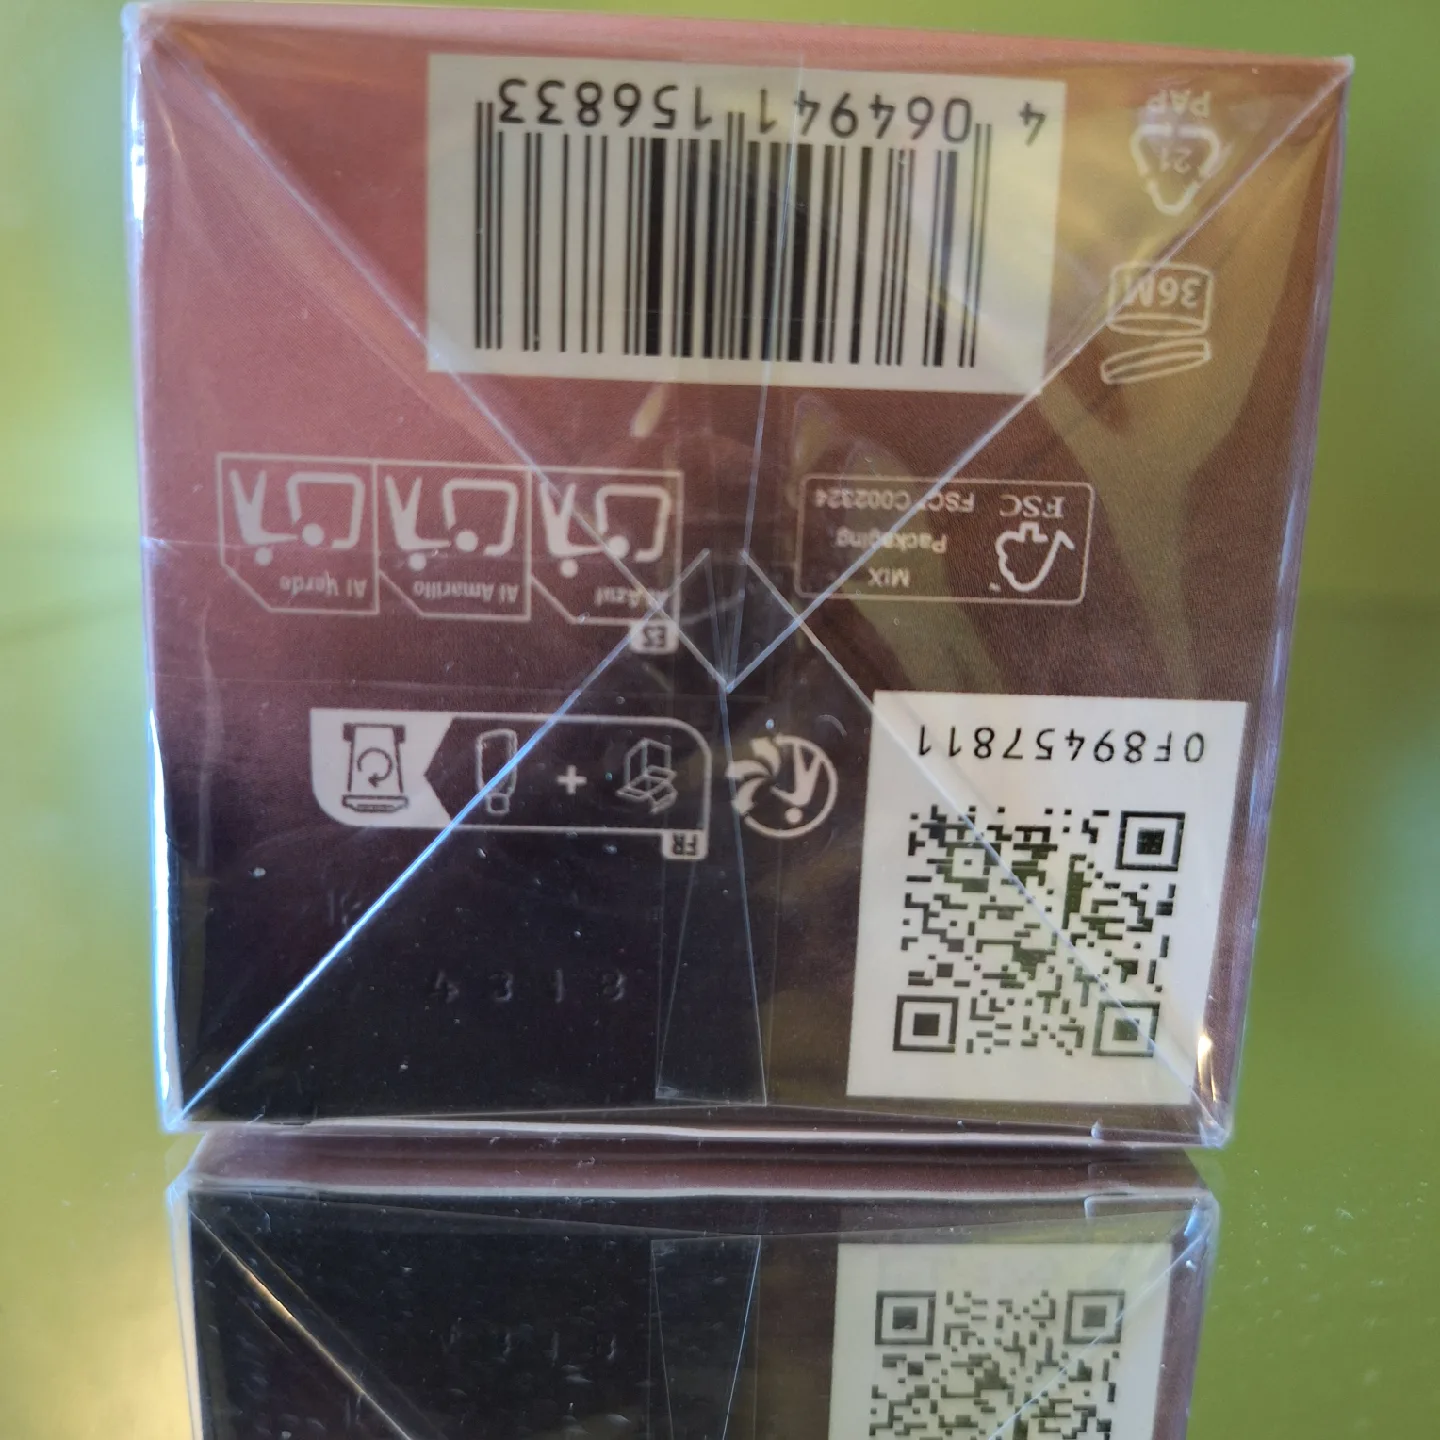 4318
0F89457811
FR
ES
MIX
Packaging
FSC
FSC® C002324
Al Azul
Al Amarillo
Al Verde
36M
21
PAP
4 064941 156833